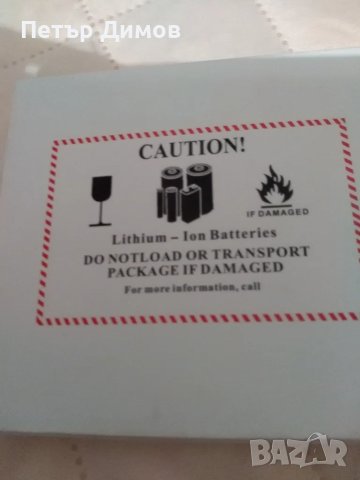 Петър Димов
CAUTION!
IF DAMAGED
Lithium – Ion Batteries
DO NOTLOAD OR TRANSPORT
PACKAGE IF DAMAGED
For more information, call
BAZAR